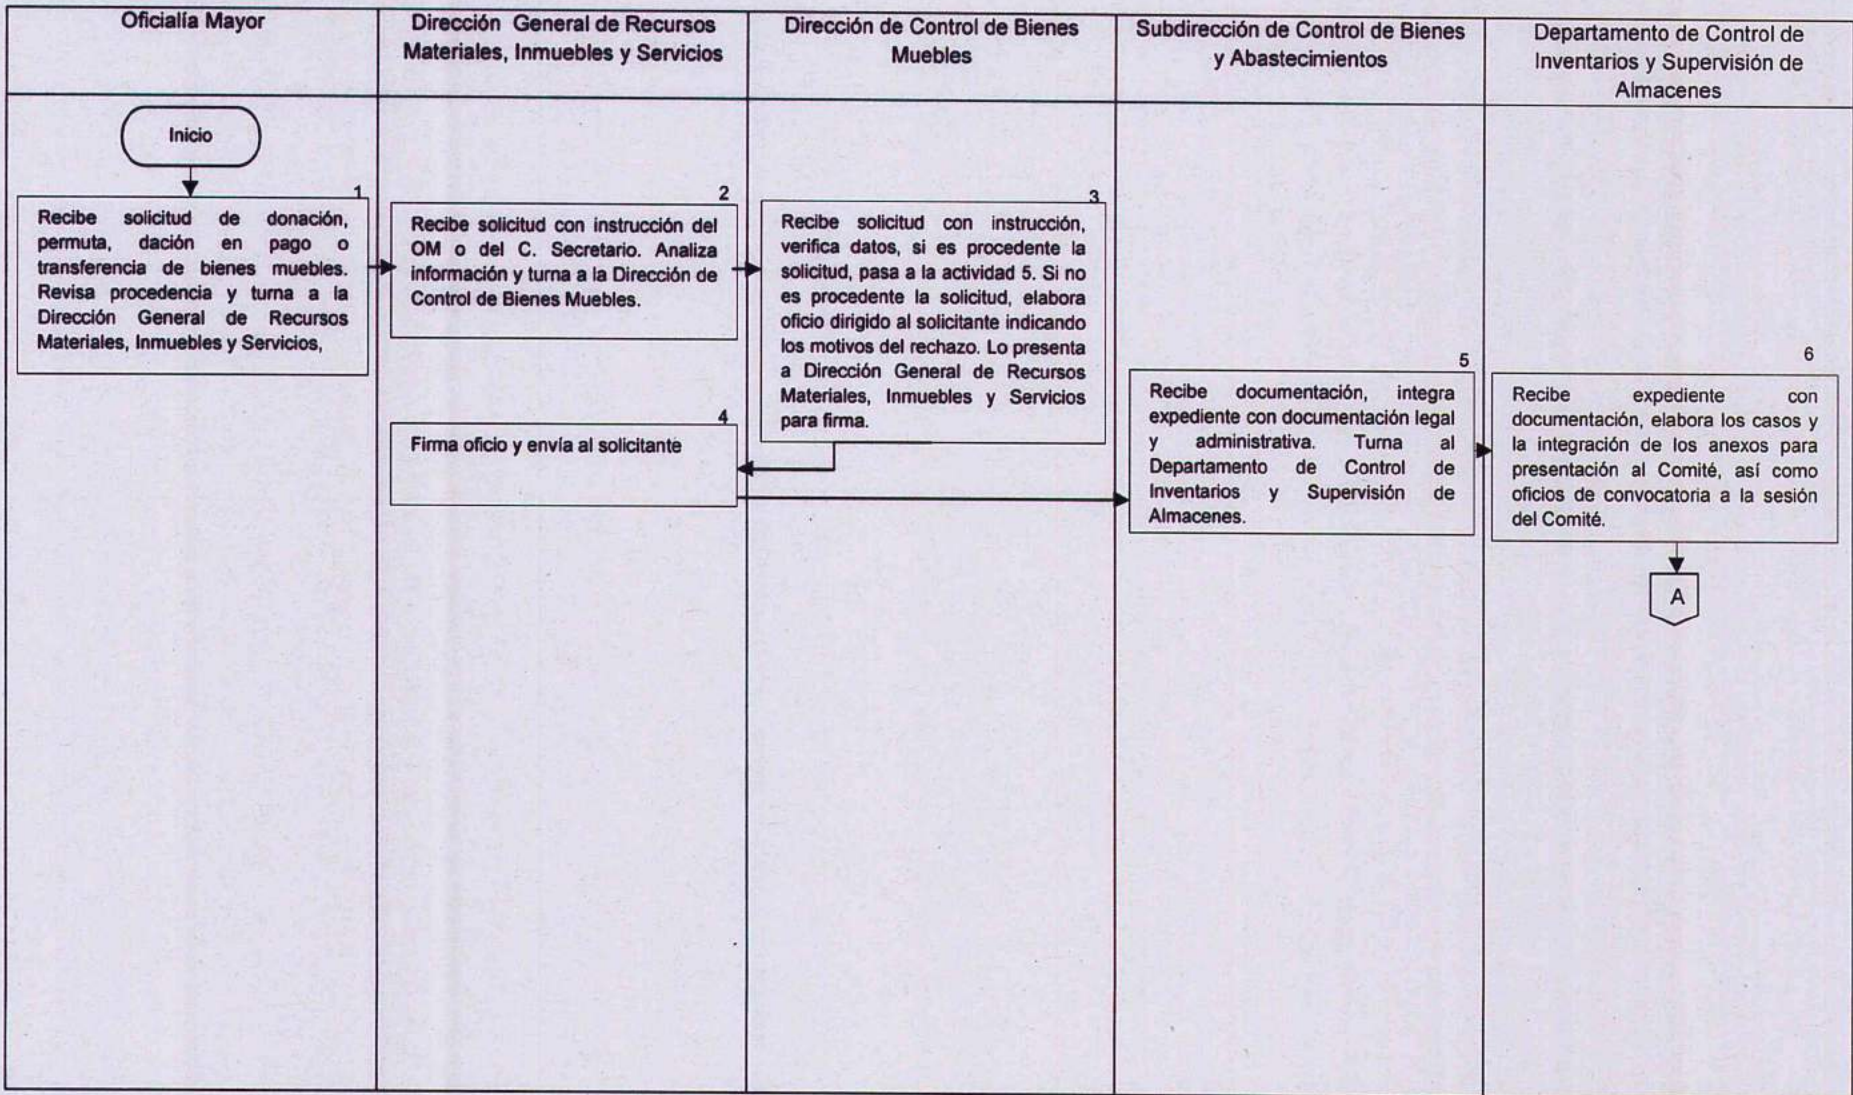 Oficialía Mayor
Dirección General de Recursos
Materiales, Inmuebles y Servicios
Dirección de Control de Bienes
Muebles
Subdirección de Control de Bienes
y Abastecimientos
Departamento de Control de
Inventarios y Supervisión de
Almacenes
Inicio
1
Recibe solicitud de donación,
permuta, dación en pago o
transferencia de bienes muebles.
Revisa procedencia y turna a la
Dirección General de Recursos
Materiales, Inmuebles y Servicios,
2
Recibe solicitud con instrucción del
OM o del C. Secretario. Analiza
información y turna a la Dirección de
Control de Bienes Muebles.
3
Recibe solicitud con instrucción,
verifica datos, si es procedente la
solicitud, pasa a la actividad 5. Si no
es procedente la solicitud, elabora
oficio dirigido al solicitante indicando
los motivos del rechazo. Lo presenta
a Dirección General de Recursos
Materiales, Inmuebles y Servicios
para firma.
4
Firma oficio y envía al solicitante
5
Recibe documentación, integra
expediente con documentación legal
y administrativa. Turna al
Departamento de Control de
Inventarios y Supervisión de
Almacenes.
6
Recibe expediente con
documentación, elabora los casos y
la integración de los anexos para
presentación al Comité, así como
oficios de convocatoria a la sesión
del Comité.
A